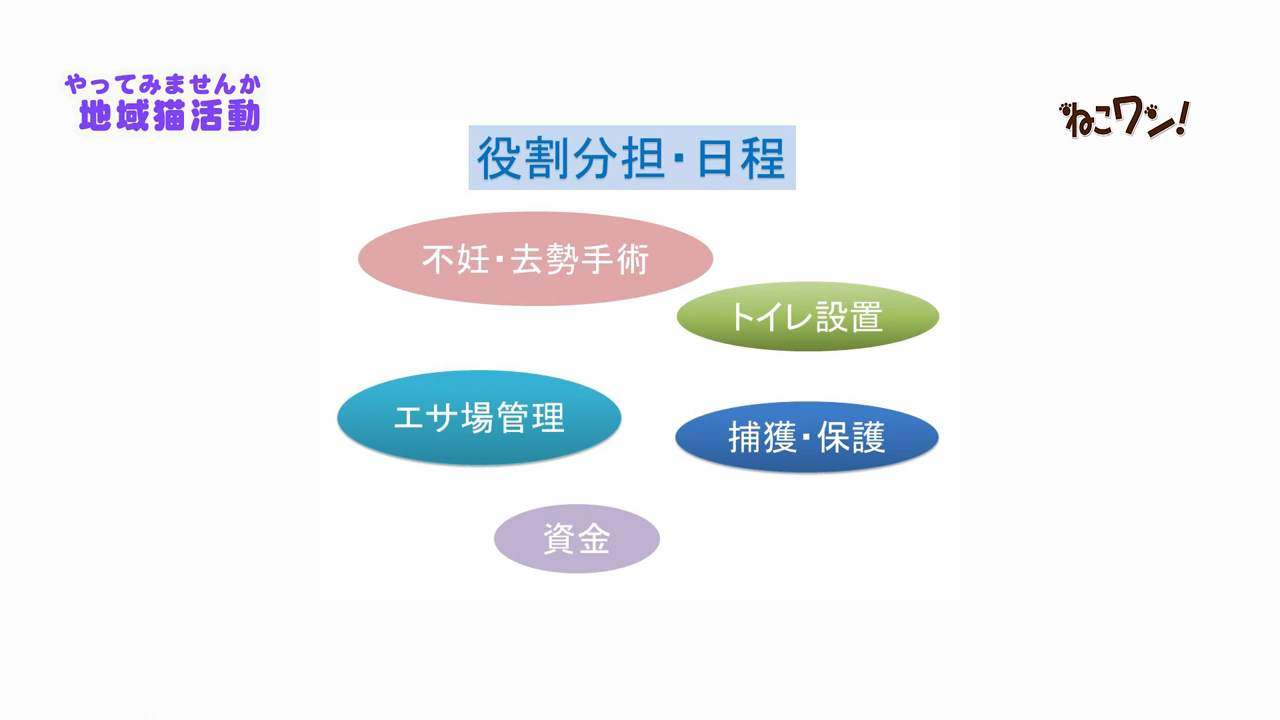 やってみませんか
地域猫活動
ねこワン!
役割分担・日程
不妊・去勢手術
トイレ設置
エサ場管理
捕獲・保護
資金